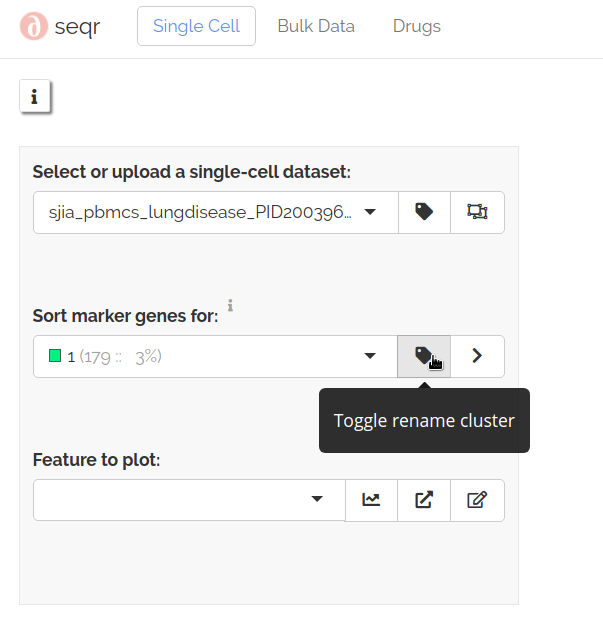 seqr Single Cell Bulk Data Drugs
i
Select or upload a single-cell dataset:
sjia_pbmcs_lungdisease_PID200396...
Sort marker genes for: i
1 (179 :: 3%)
Toggle rename cluster
Feature to plot: